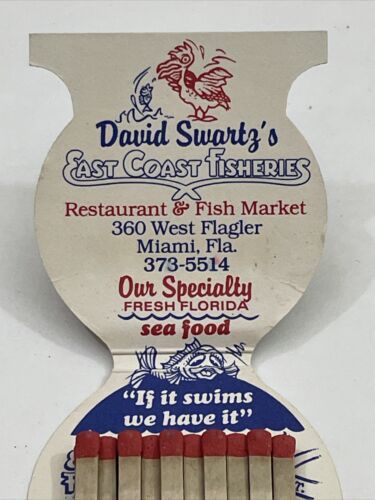 David Swartz's
EAST COAST FISHERIES
Restaurant & Fish Market
360 West Flagler
Miami, Fla.
373-5514
Our Specialty
FRESH FLORIDA
sea food
"If it swims
we have it"